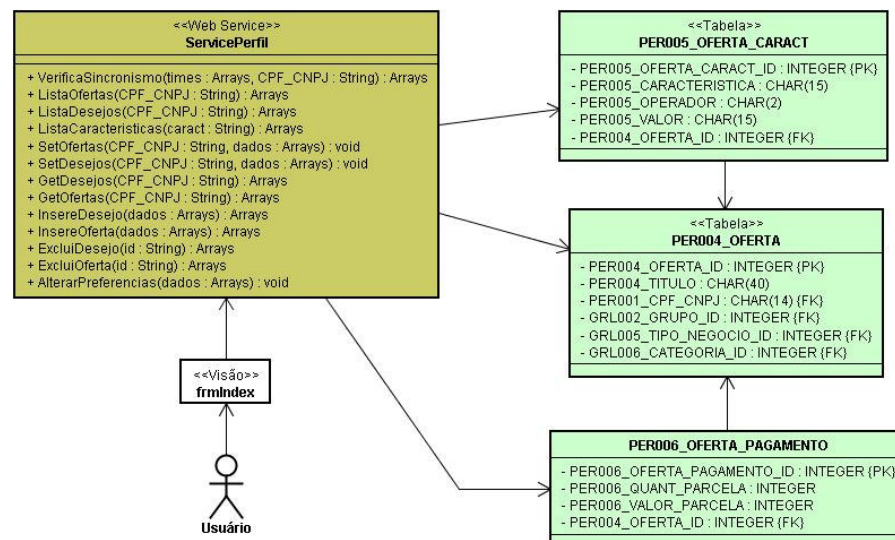 <<Web Service>>
ServicePerfil
+ VerificaSincronismo(times : Arrays, CPF_CNPJ : String) : Arrays
+ ListaOfertas(CPF_CNPJ : String) : Arrays
+ ListaDesejos(CPF_CNPJ : String) : Arrays
+ ListaCaracteristicas(caract : String) : Arrays
+ SetOfertas(CPF_CNPJ : String, dados : Arrays) : void
+ SetDesejos(CPF_CNPJ : String, dados : Arrays) : void
+ GetDesejos(CPF_CNPJ : String) : Arrays
+ GetOfertas(CPF_CNPJ : String) : Arrays
+ InsereDesejo(dados : Arrays) : Arrays
+ InsereOferta(dados : Arrays) : Arrays
+ ExcluiDesejo(id : String) : Arrays
+ ExcluiOferta(id : String) : Arrays
+ AlterarPreferencias(dados : Arrays) : void
<<Visão>>
frmIndex
Usuário
<<Tabela>>
PER005_OFERTA_CARACT
- PER005_OFERTA_CARACT_ID : INTEGER {PK}
- PER005_CARACTERISTICA : CHAR(15)
- PER005_OPERADOR : CHAR(2)
- PER005_VALOR : CHAR(15)
- PER004_OFERTA_ID : INTEGER {FK}
<<Tabela>>
PER004_OFERTA
- PER004_OFERTA_ID : INTEGER {PK}
- PER004_TITULO : CHAR(40)
- PER001_CPF_CNPJ : CHAR(14) {FK}
- GRL002_GRUPO_ID : INTEGER {FK}
- GRL005_TIPO_NEGOCIO_ID : INTEGER {FK}
- GRL006_CATEGORIA_ID : INTEGER {FK}
PER006_OFERTA_PAGAMENTO
- PER006_OFERTA_PAGAMENTO_ID : INTEGER {PK}
- PER006_QUANT_PARCELA : INTEGER
- PER006_VALOR_PARCELA : INTEGER
- PER004_OFERTA_ID : INTEGER {FK}